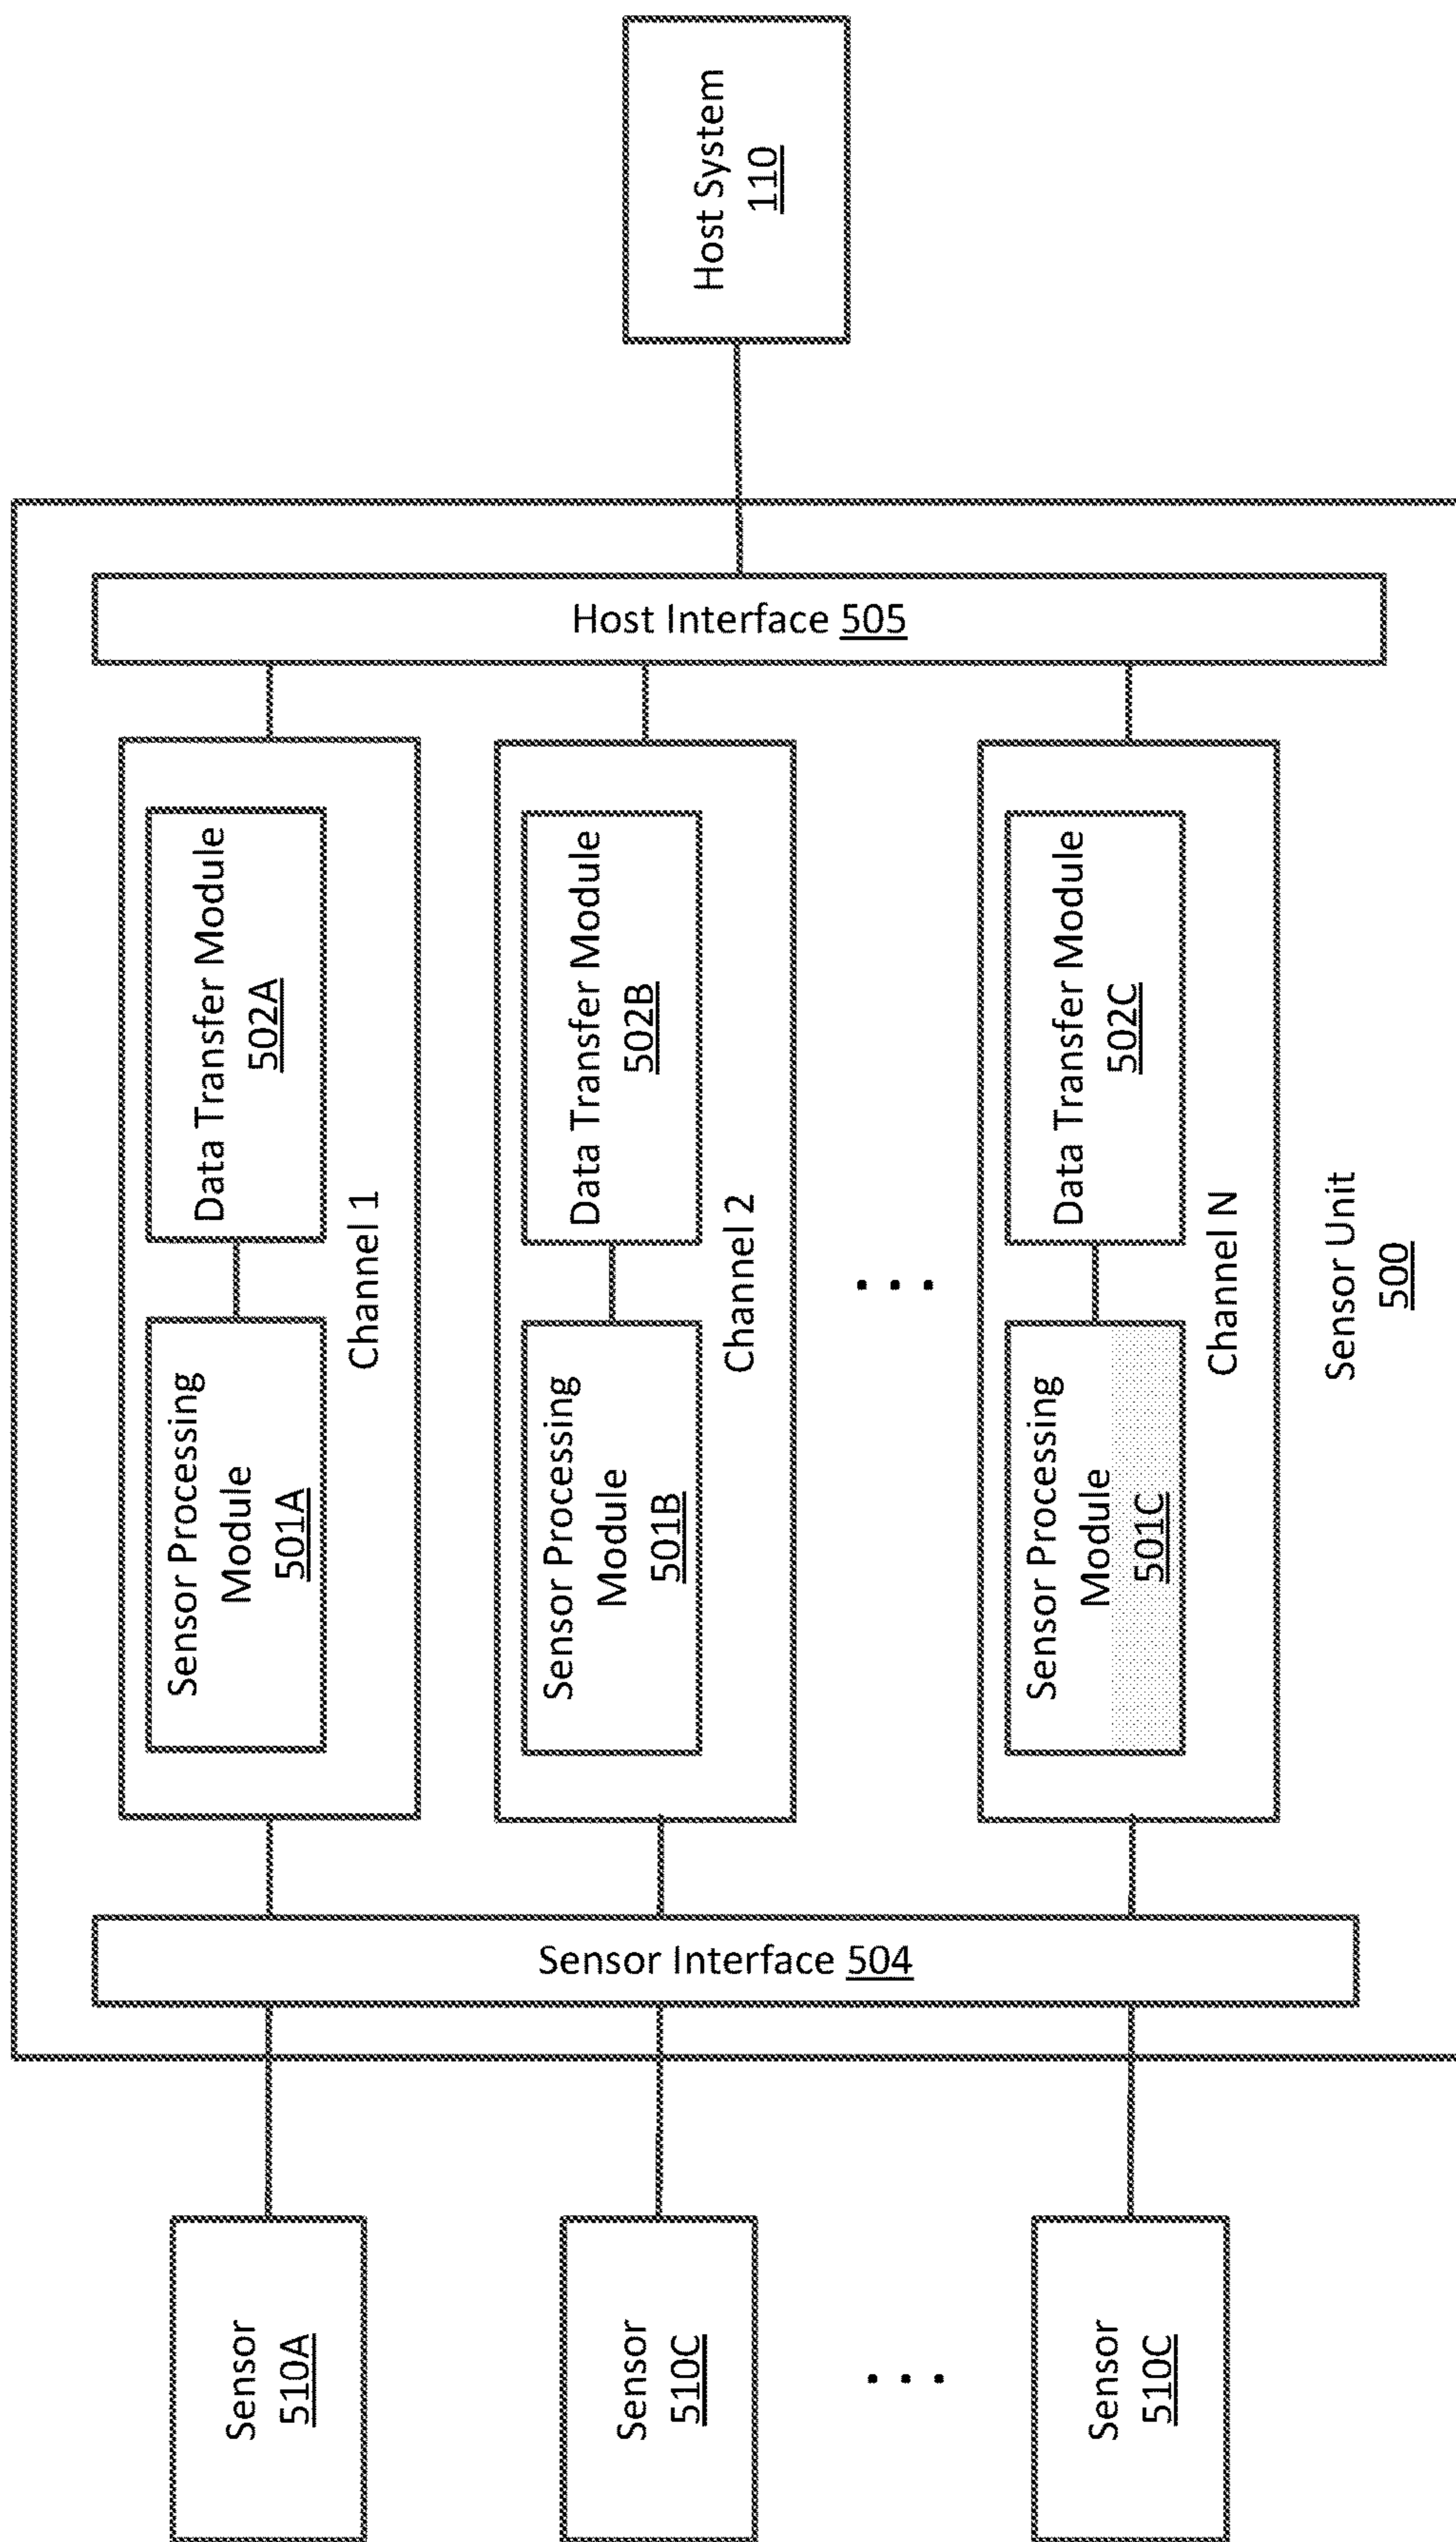 Sensor
510A
Sensor
510C
...
Sensor
510C
Sensor Interface 504
Sensor Processing
Module
501A
Data Transfer Module
502A
Channel 1
Sensor Processing
Module
501B
Data Transfer Module
502B
Channel 2
...
Sensor Processing
Module
501C
Data Transfer Module
502C
Channel N
Sensor Unit
500
Host Interface 505
Host System
110